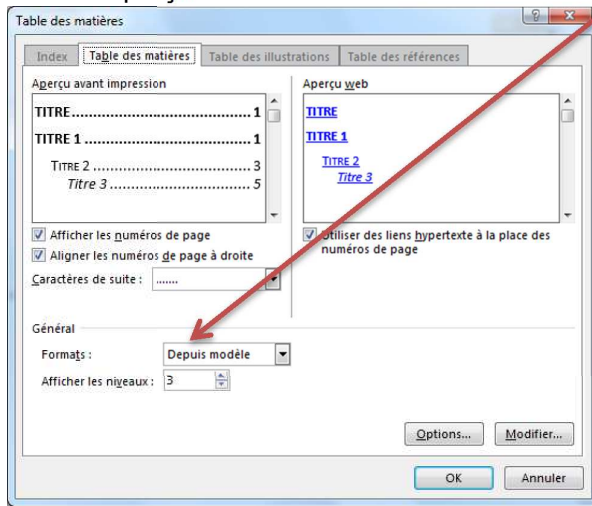 Table des matières
Index
Table des matières
Table des illustrations
Table des références
Aperçu avant impression
TITRE........................................ 1
TITRE 1..................................... 1
TITRE 2................................... 3
Titre 3............................... 5
Aperçu web
TITRE
TITRE 1
TITRE 2
Titre 3
Afficher les numéros de page
Aligner les numéros de page à droite
Caractères de suite : .......
Utiliser des liens hypertexte à la place des
numéros de page
Général
Formats : Depuis modèle
Afficher les niveaux : 3
Options... Modifier...
OK Annuler